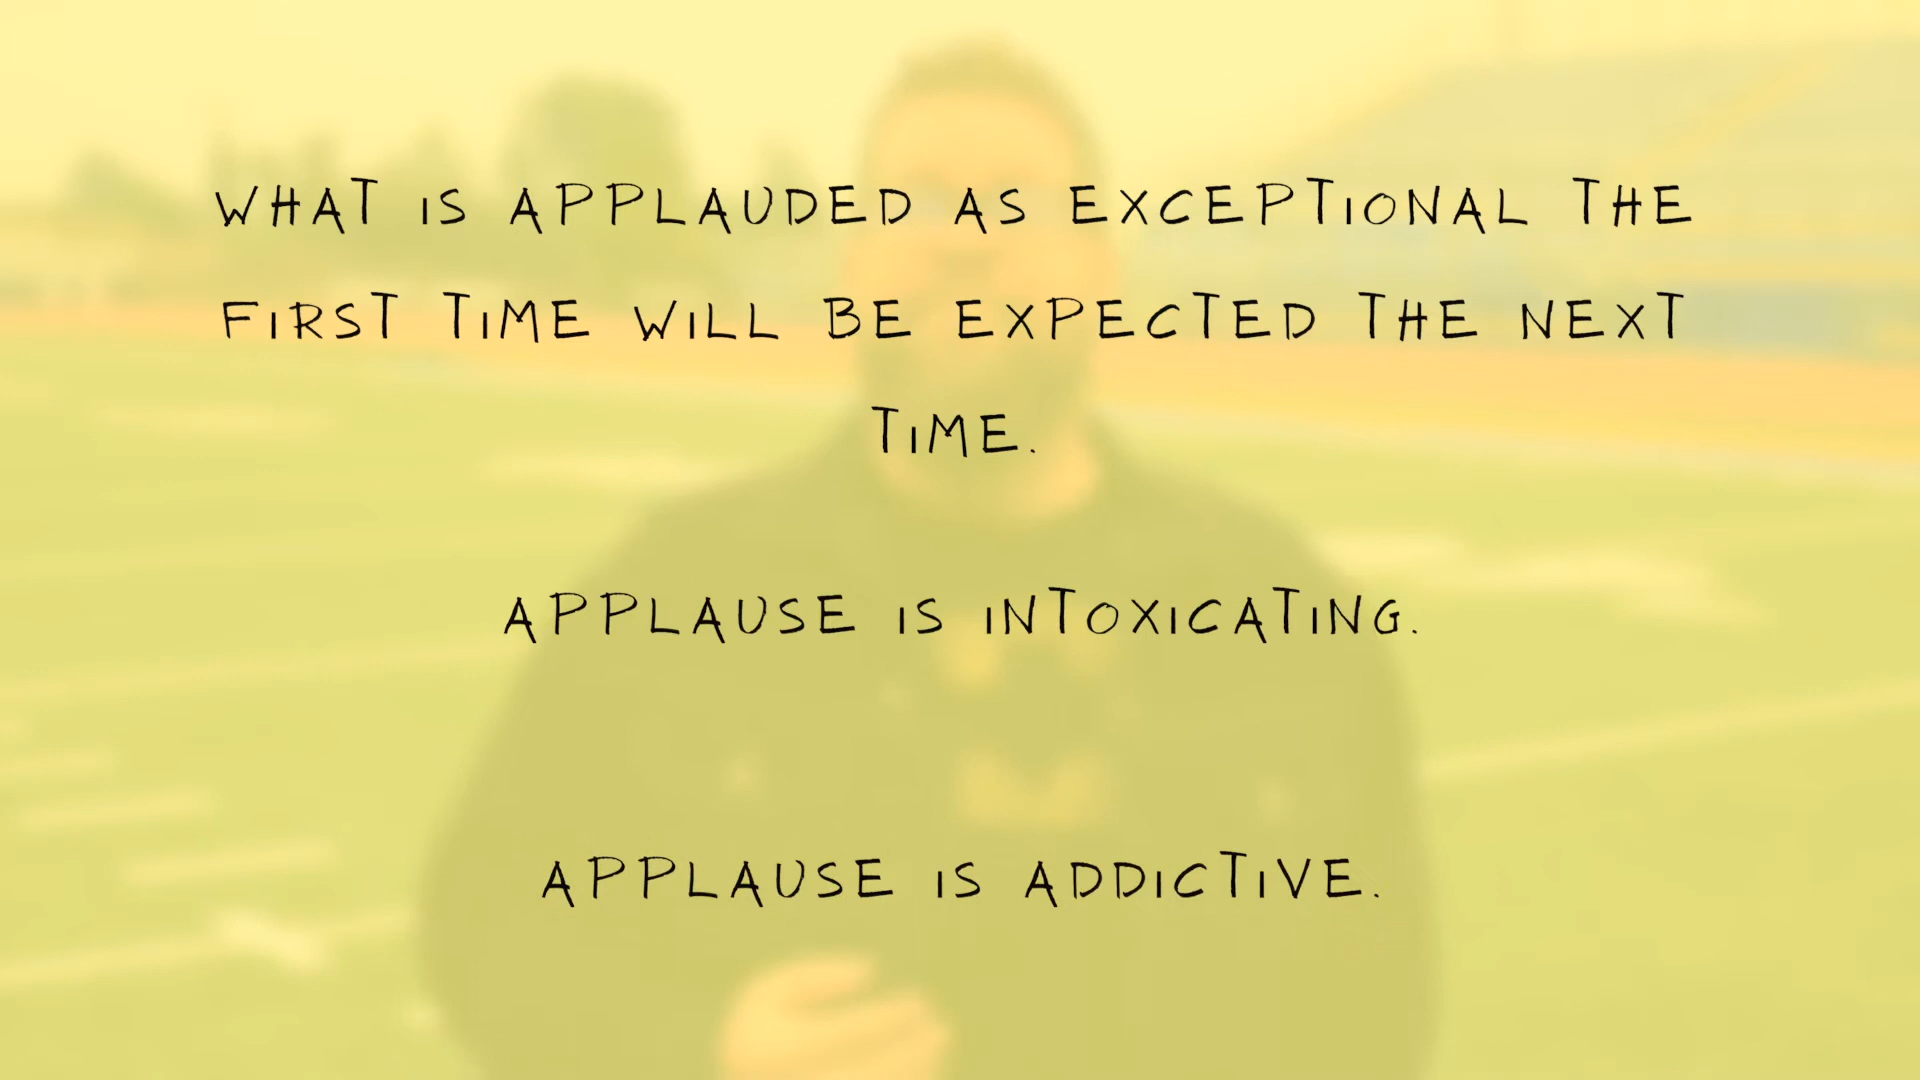 WHAT IS APPLAUDED AS EXCEPTIONAL THE
FIRST TIME WILL BE EXPECTED THE NEXT
TIME.
APPLAUSE IS INTOXICATING.
APPLAUSE IS ADDICTIVE.